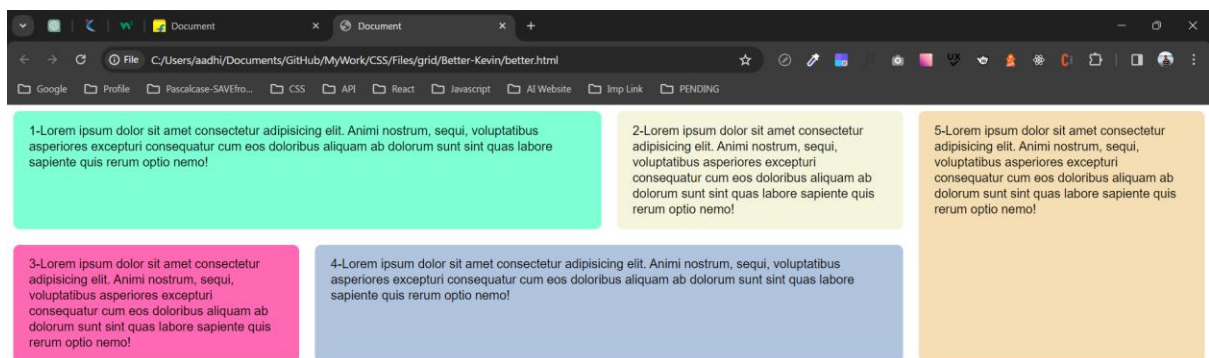 Document
Document
File
C:/Users/aadhi/Documents/GitHub/MyWork/CSS/Files/grid/Better-Kevin/better.html
Google
Profile
Pascalcase-SAVEfro...
CSS
API
React
Javascript
AI Website
Imp Link
PENDING
1-Lorem ipsum dolor sit amet consectetur adipisicing elit. Animi nostrum, sequi, voluptatibus
asperiores excepturi consequatur cum eos doloribus aliquam ab dolorum sunt sint quas labore
sapiente quis rerum optio nemo!
2-Lorem ipsum dolor sit amet consectetur
adipisicing elit. Animi nostrum, sequi,
voluptatibus asperiores excepturi
consequatur cum eos doloribus aliquam ab
dolorum sunt sint quas labore sapiente quis
rerum optio nemo!
5-Lorem ipsum dolor sit amet consectetur
adipisicing elit. Animi nostrum, sequi,
voluptatibus asperiores excepturi
consequatur cum eos doloribus aliquam ab
dolorum sunt sint quas labore sapiente quis
rerum optio nemo!
3-Lorem ipsum dolor sit amet consectetur
adipisicing elit. Animi nostrum, sequi,
voluptatibus asperiores excepturi
consequatur cum eos doloribus aliquam ab
dolorum sunt sint quas labore sapiente quis
rerum optio nemo!
4-Lorem ipsum dolor sit amet consectetur adipisicing elit. Animi nostrum, sequi, voluptatibus
asperiores excepturi consequatur cum eos doloribus aliquam ab dolorum sunt sint quas labore
sapiente quis rerum optio nemo!